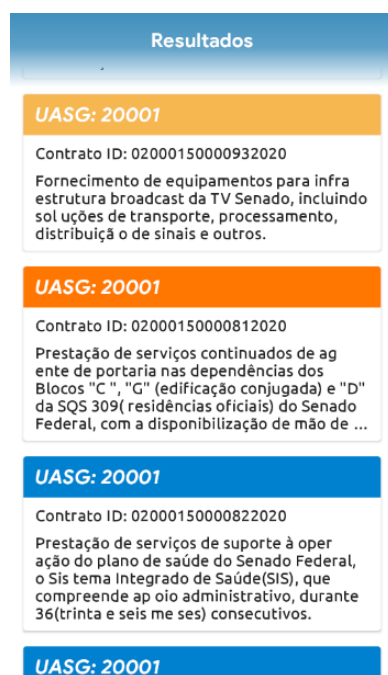 Resultados
UASG: 20001
Contrato ID: 02000150000932020
Fornecimento de equipamentos para infra
estrutura broadcast da TV Senado, incluindo
sol uções de transporte, processamento,
distribuiçã o de sinais e outros.
UASG: 20001
Contrato ID: 02000150000812020
Prestação de serviços continuados de ag
ente de portaria nas dependências dos
Blocos "C ", "G" (edificação conjugada) e "D"
da SQS 309( residências oficiais) do Senado
Federal, com a disponibilização de mão de ...
UASG: 20001
Contrato ID: 02000150000822020
Prestação de serviços de suporte à oper
ação do plano de saúde do Senado Federal,
o Sis tema Integrado de Saúde(SIS), que
compreende ap oio administrativo, durante
36(trinta e seis me ses) consecutivos.
UASG: 20001